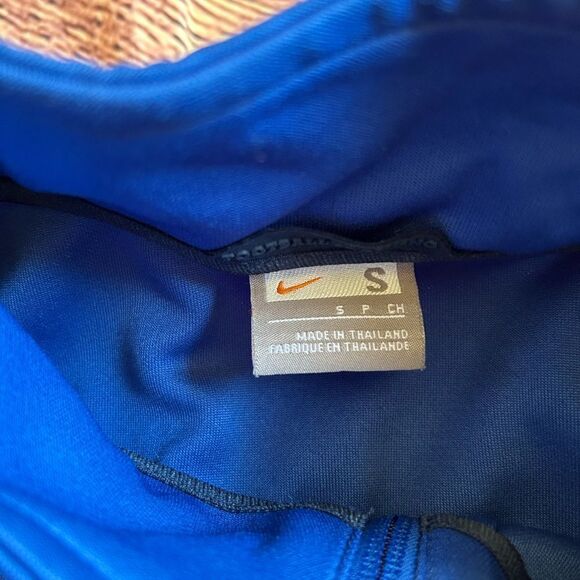 S
S P CH
MADE IN THAILAND
FABRIQUE EN THAILANDE